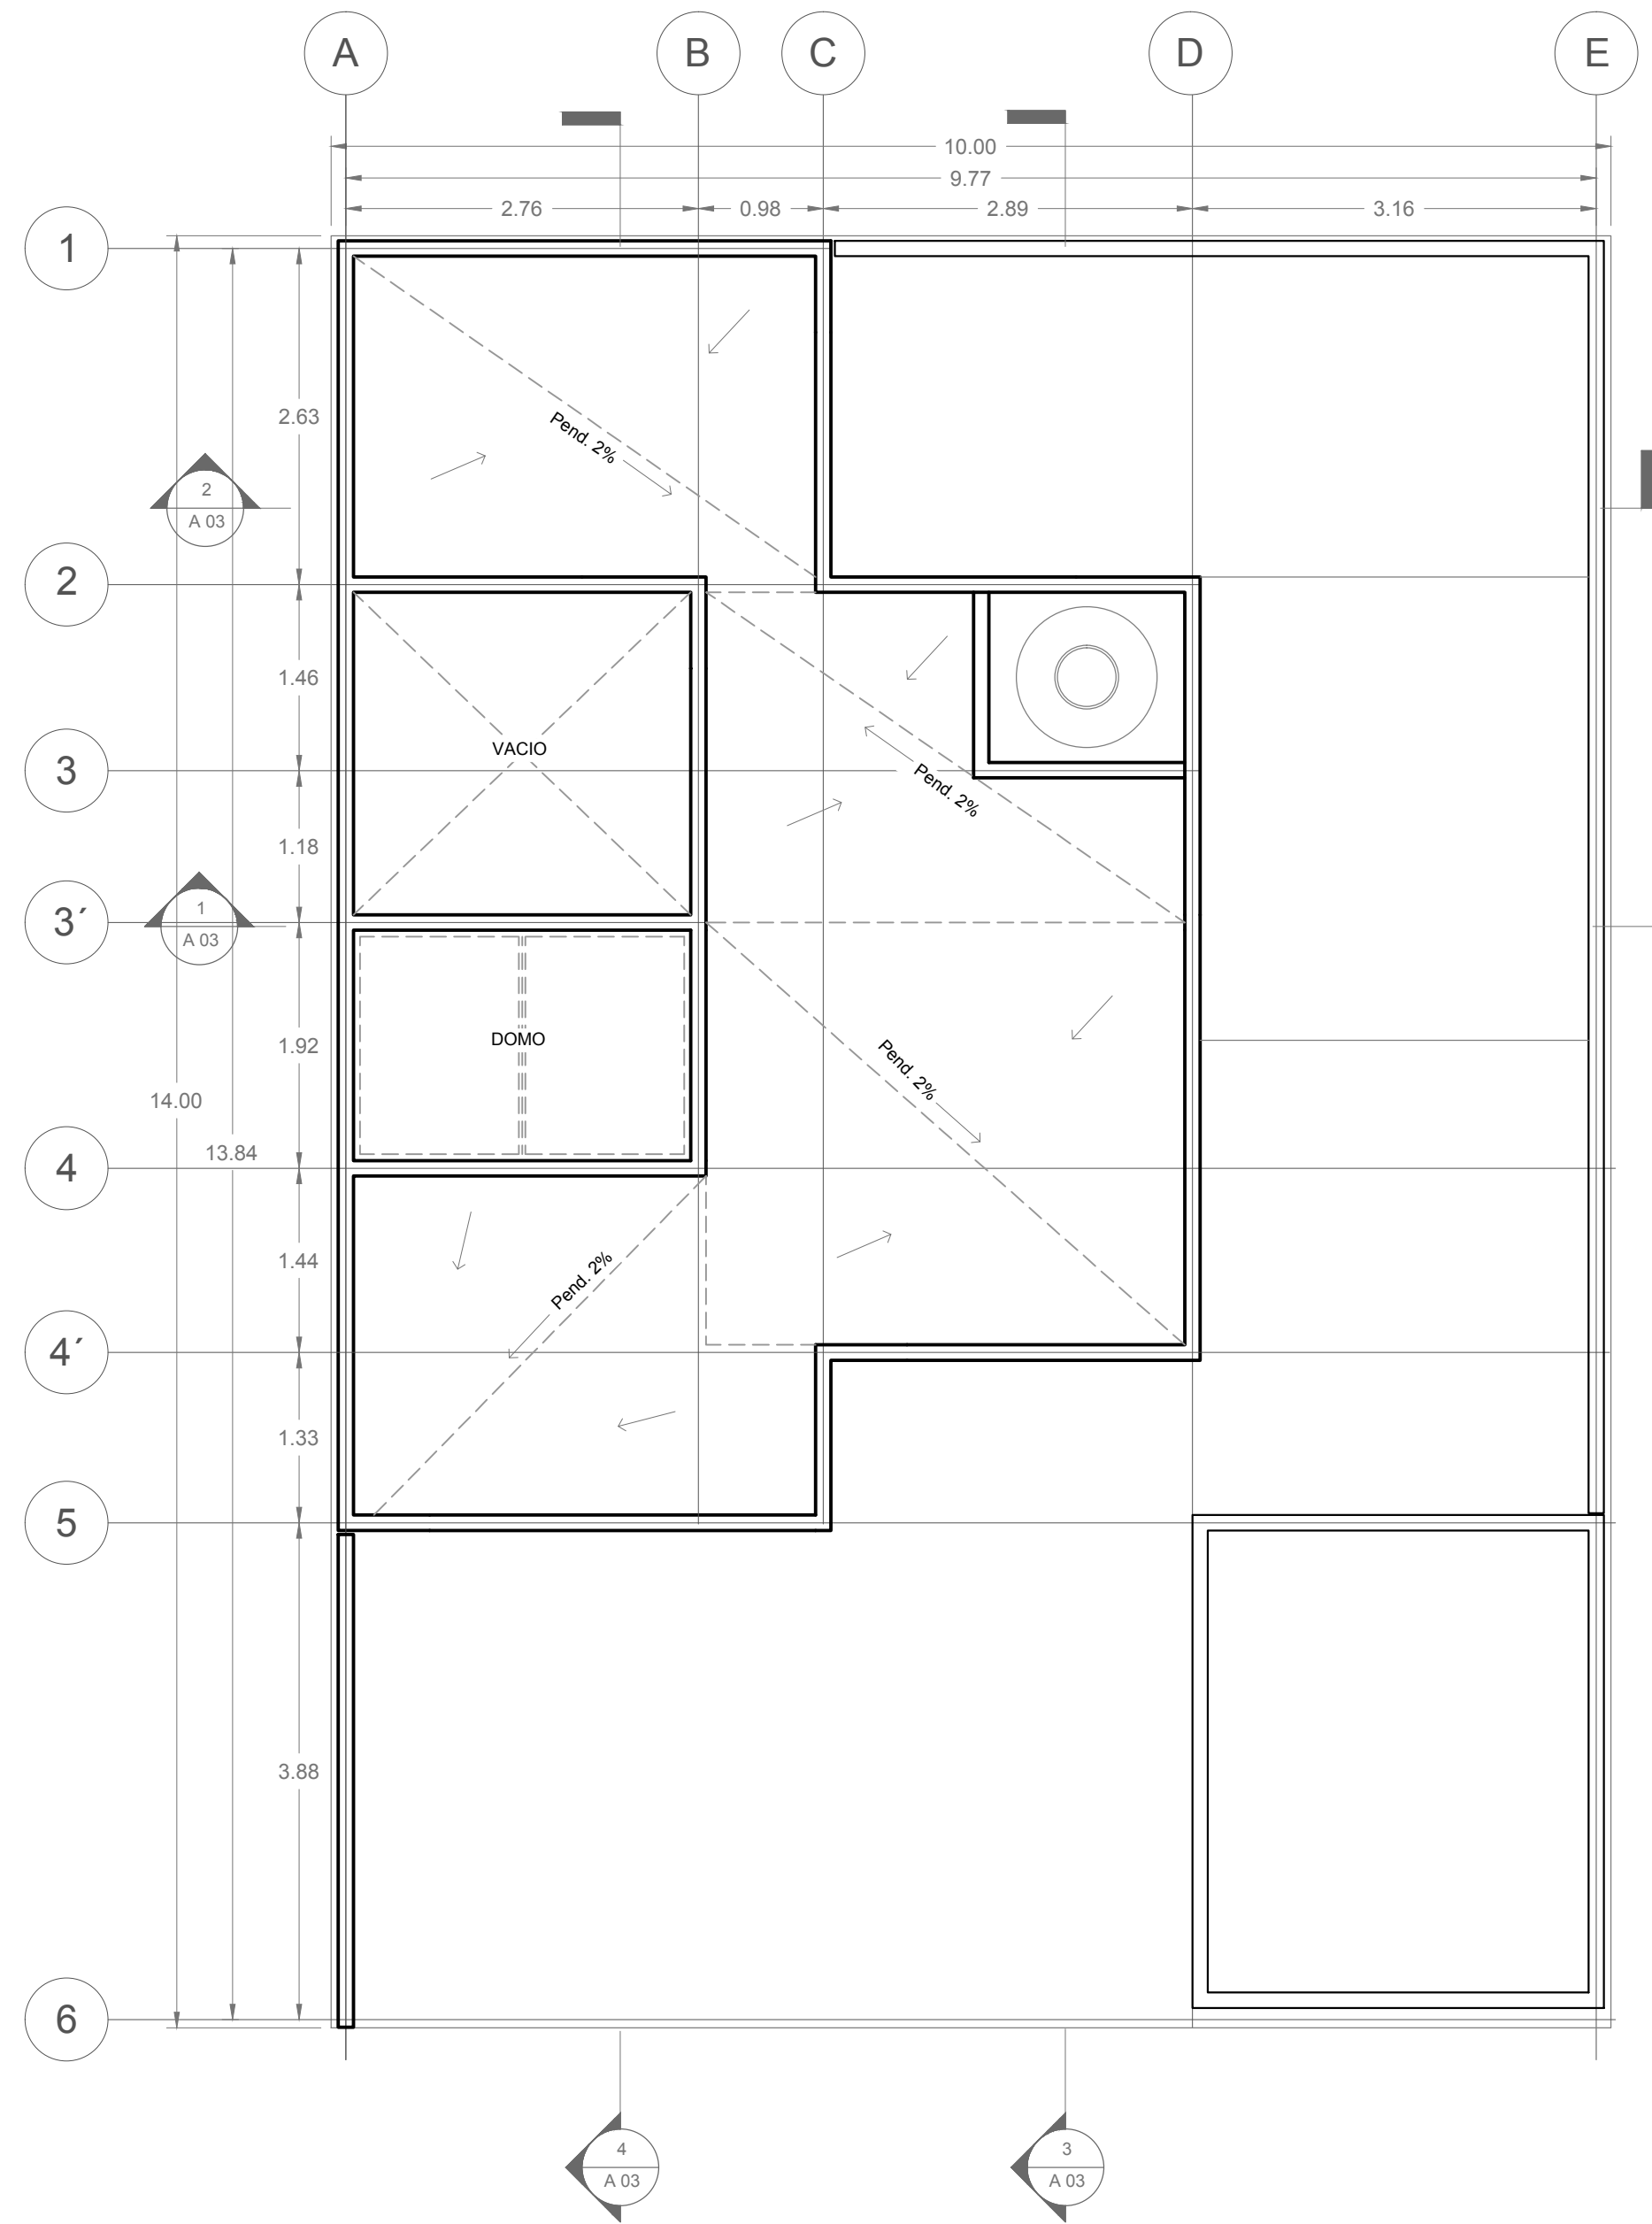 A B C D E
10.00
9.77
2.76 0.98 2.89 3.16
1
2.63
Pend. 2%
2
A 03
2
1.46
VACIO
3
Pend. 2%
1.18
1
A 03
3´
1.92
DOMO
Pend. 2%
14.00
13.84
4
1.44
Pend. 2%
4´
1.33
5
3.88
6
4
A 03
3
A 03